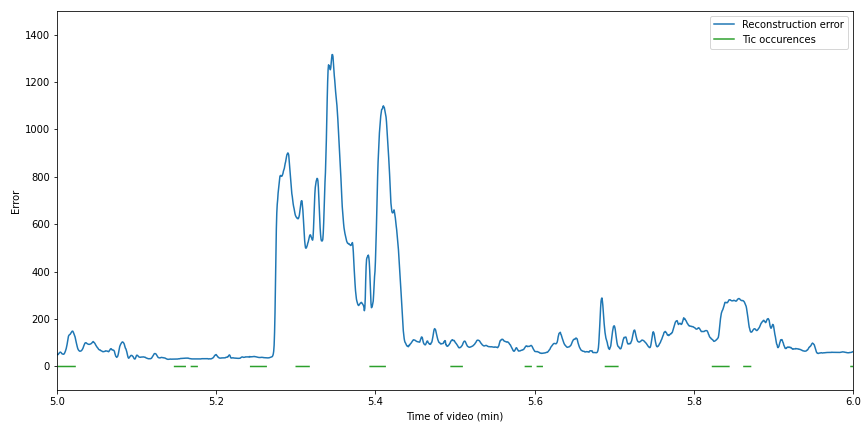 Reconstruction error
Tic occurences
1400
1200
1000
800
600
400
200
0
Error
5.0 5.2 5.4 5.6 5.8 6.0
Time of video (min)